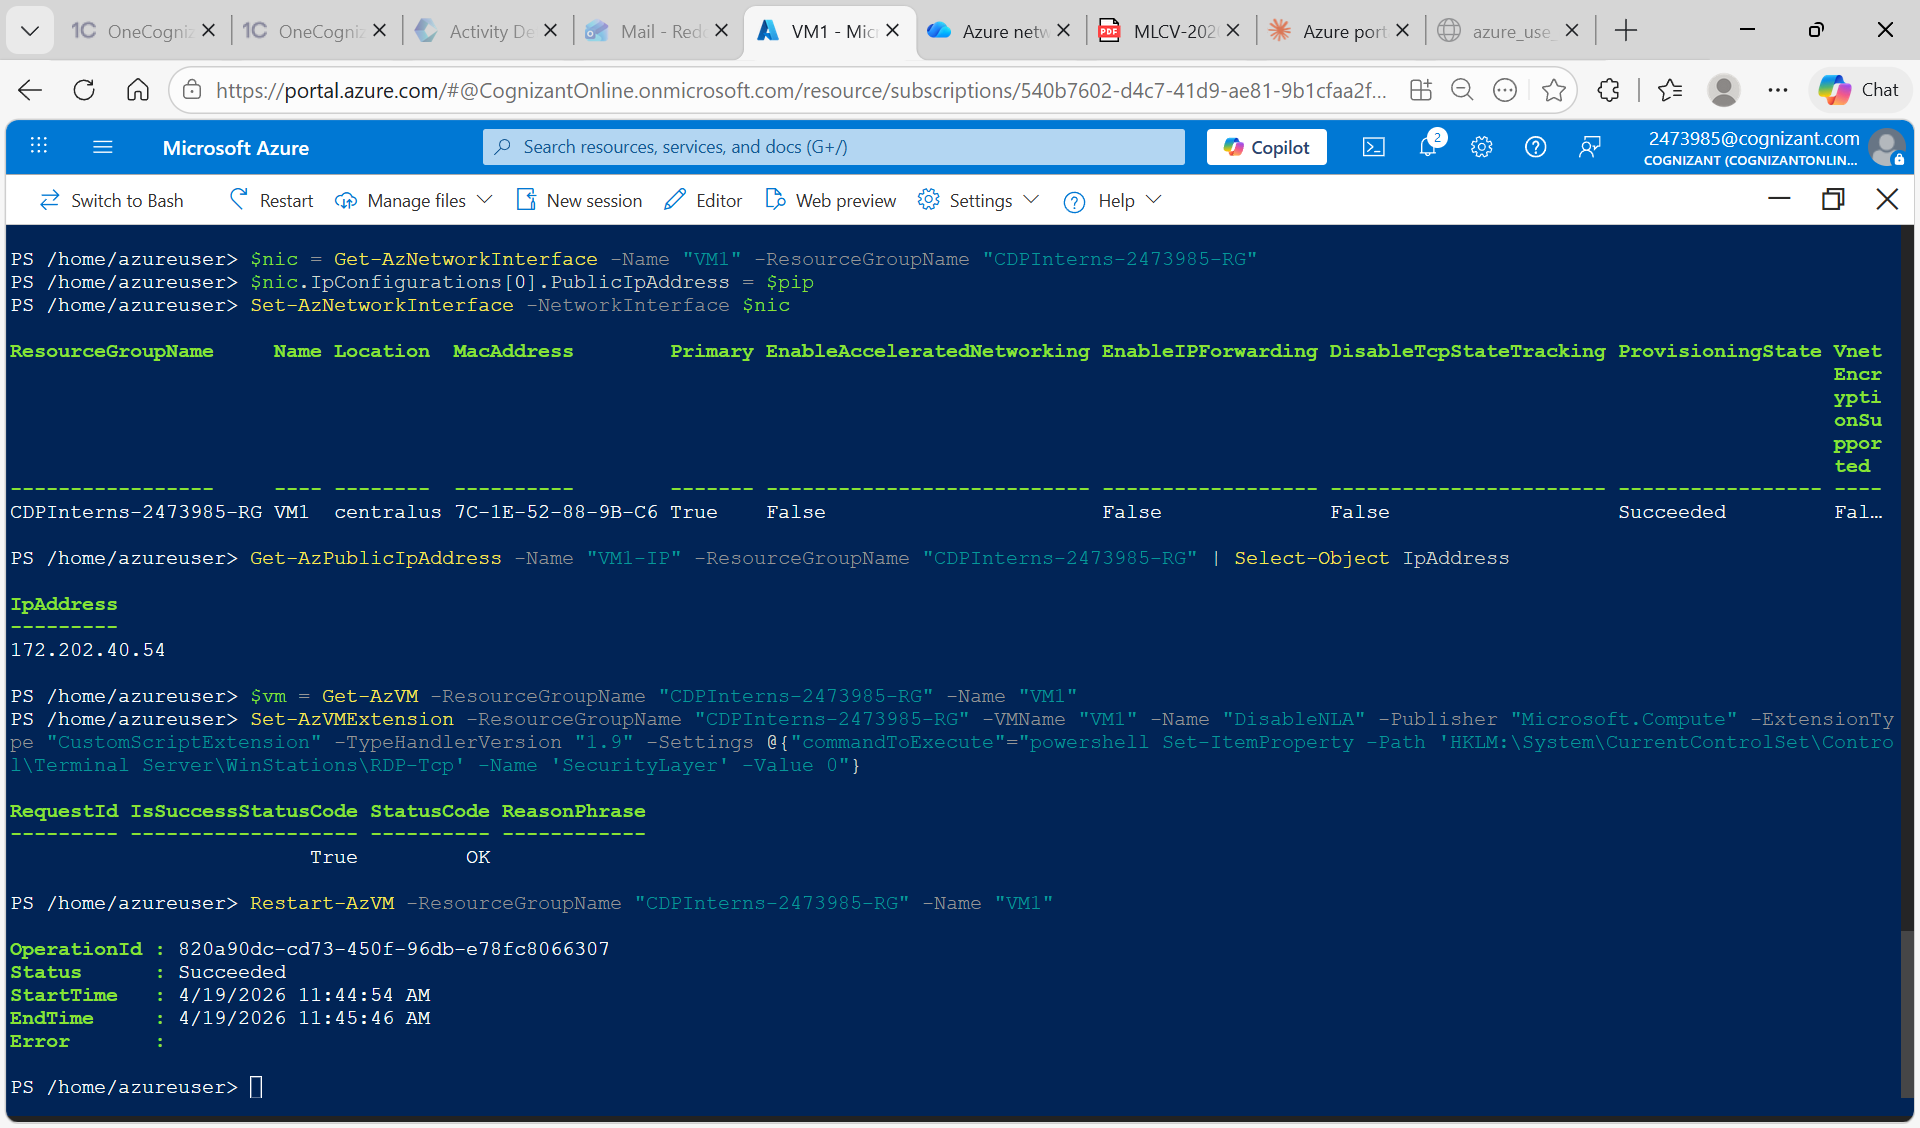 OneCogniz
OneCogniz
Activity De
Mail - Redc
VM1 - Mic
Azure netw
MLCV-202
Azure port
azure_use_
https://portal.azure.com/#@CognizantOnline.onmicrosoft.com/resource/subscriptions/540b7602-d4c7-41d9-ae81-9b1cfaa2f...
Chat
Microsoft Azure
Search resources, services, and docs (G+/)
Copilot
2
2473985@cognizant.com
COGNIZANT (COGNIZANTONLIN...
Switch to Bash
Restart
Manage files
New session
Editor
Web preview
Settings
Help
PS /home/azureuser> $nic = Get-AzNetworkInterface -Name "VM1" -ResourceGroupName "CDPInterns-2473985-RG"
PS /home/azureuser> $nic.IpConfigurations[0].PublicIpAddress = $pip
PS /home/azureuser> Set-AzNetworkInterface -NetworkInterface $nic
ResourceGroupName     Name Location  MacAddress        Primary EnableAcceleratedNetworking EnableIPForwarding DisableTcpStateTracking ProvisioningState Vnet
Encr
ypti
onSu
ppor
ted
----------------- ---- -------- ---------- ------- --------------------------- ------------------ ----------------------- ----------------- ----
CDPInterns-2473985-RG VM1  centralus 7C-1E-52-88-9B-C6 True    False                       False              False                   Succeeded         Fal…
PS /home/azureuser> Get-AzPublicIpAddress -Name "VM1-IP" -ResourceGroupName "CDPInterns-2473985-RG" | Select-Object IpAddress
IpAddress
---------
172.202.40.54
PS /home/azureuser> $vm = Get-AzVM -ResourceGroupName "CDPInterns-2473985-RG" -Name "VM1"
PS /home/azureuser> Set-AzVMExtension -ResourceGroupName "CDPInterns-2473985-RG" -VMName "VM1" -Name "DisableNLA" -Publisher "Microsoft.Compute" -ExtensionTy
pe "CustomScriptExtension" -TypeHandlerVersion "1.9" -Settings @{"commandToExecute"="powershell Set-ItemProperty -Path 'HKLM:\System\CurrentControlSet\Contro
l\Terminal Server\WinStations\RDP-Tcp' -Name 'SecurityLayer' -Value 0"}
RequestId IsSuccessStatusCode StatusCode ReasonPhrase
--------- ------------------- ---------- ------------
True         OK
PS /home/azureuser> Restart-AzVM -ResourceGroupName "CDPInterns-2473985-RG" -Name "VM1"
OperationId : 820a90dc-cd73-450f-96db-e78fc8066307
Status      : Succeeded
StartTime   : 4/19/2026 11:44:54 AM
EndTime     : 4/19/2026 11:45:46 AM
Error       :
PS /home/azureuser>